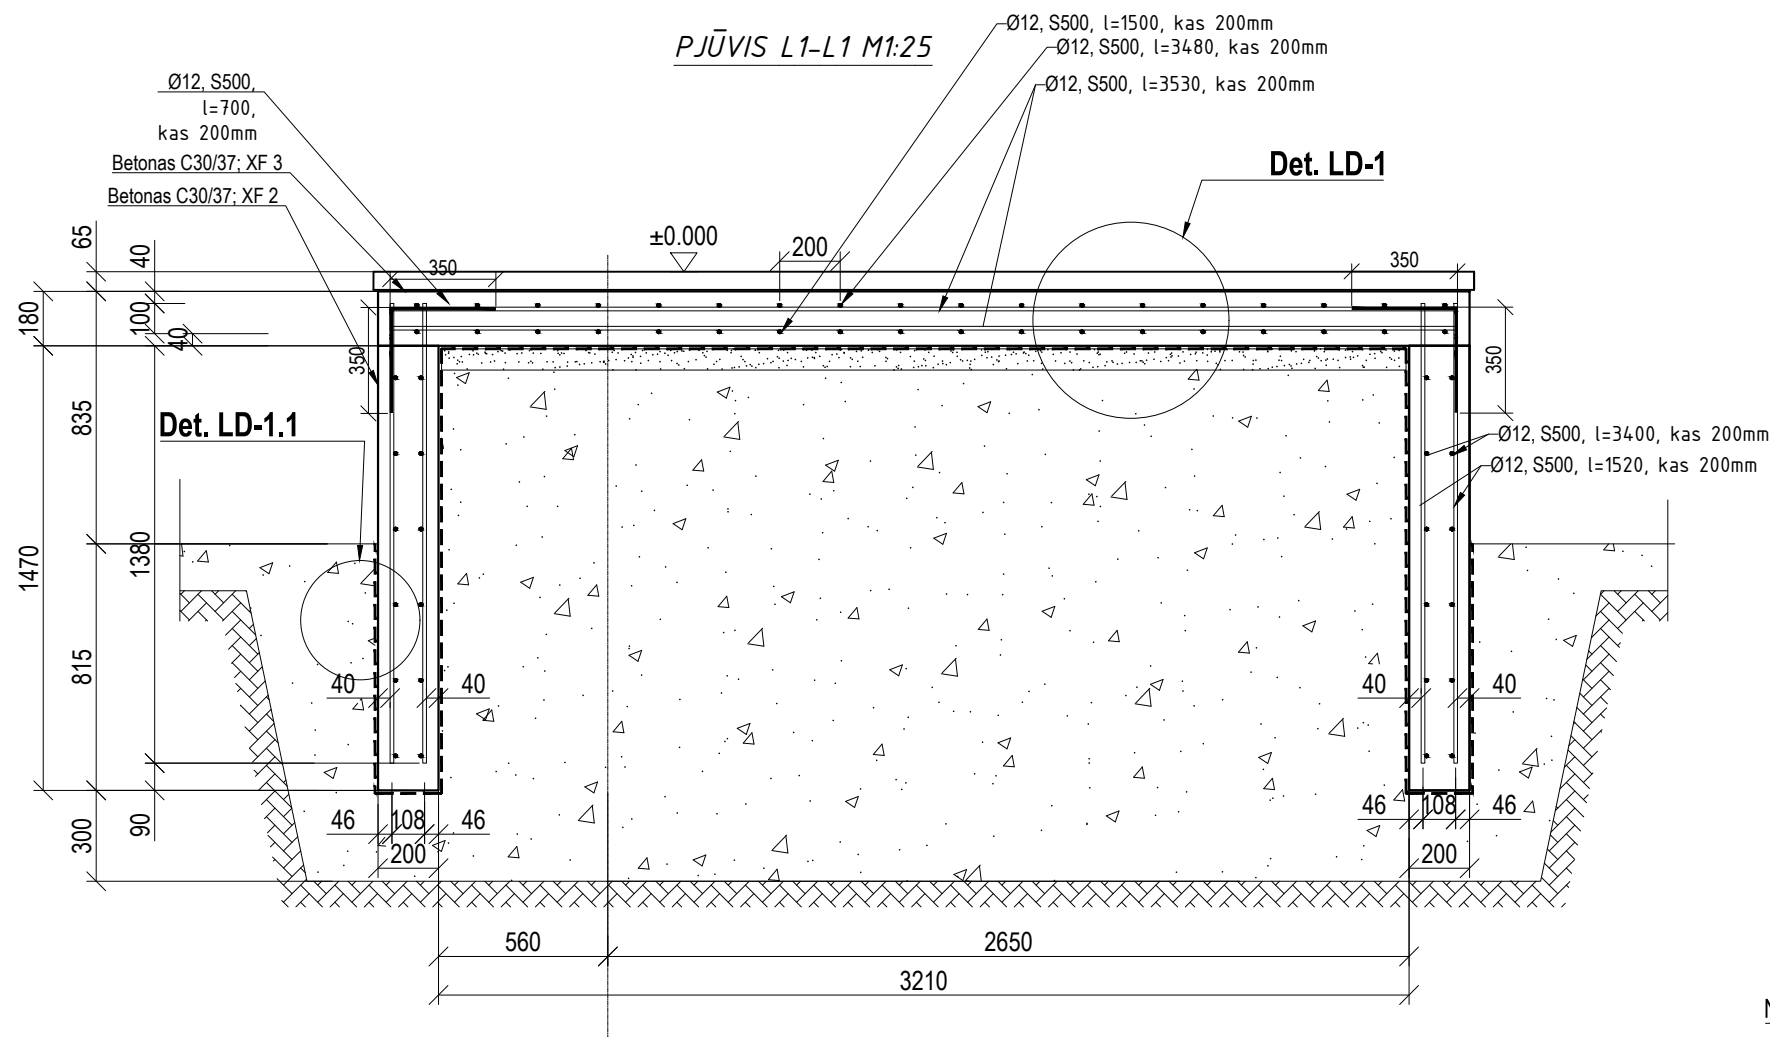 PJŪVIS L1-L1 M1:25
Ø12, S500, l=1500, kas 200mm
Ø12, S500, l=3480, kas 200mm
Ø12, S500, l=3530, kas 200mm
Ø12, S500,
l=700,
kas 200mm
Betonas C30/37; XF 3
Betonas C30/37; XF 2
Det. LD-1
±0.000
200
350
350
65
40
180
100
40
350
350
835
Det. LD-1.1
Ø12, S500, l=3400, kas 200mm
Ø12, S500, l=1520, kas 200mm
1470
1380
815
40
40
40
40
300
90
46
108
46
200
46
108
46
200
560
2650
3210